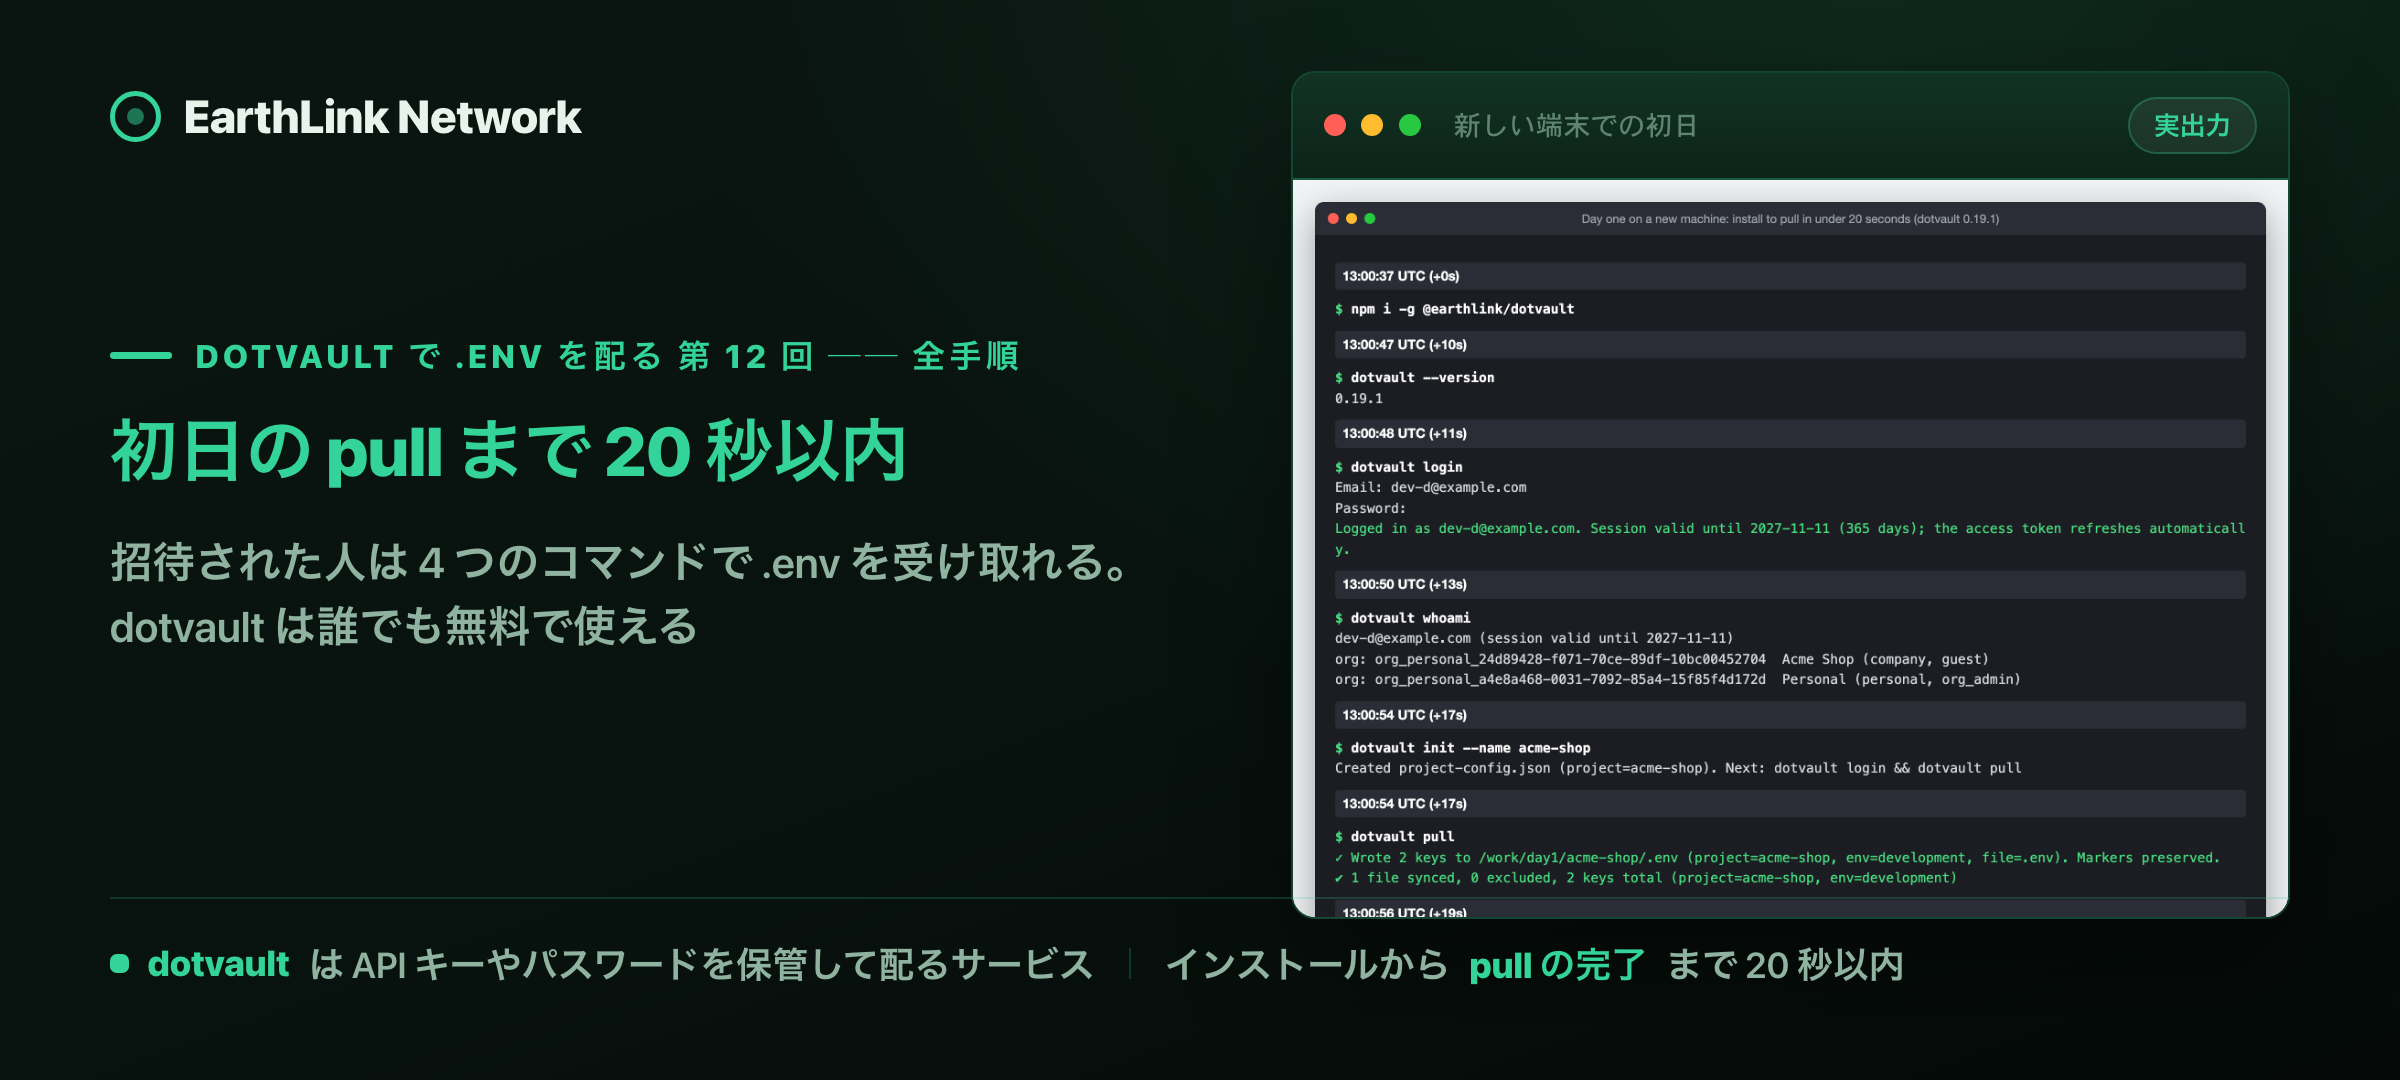 EarthLink Network
DOTVAULT で .ENV を配る 第 12 回 ―― 全手順
初日の pull まで 20 秒以内
招待された人は 4 つのコマンドで .env を受け取れる。
dotvault は誰でも無料で使える
新しい端末での初日
実出力
Day one on a new machine: install to pull in under 20 seconds (dotvault 0.19.1)
13:00:37 UTC (+0s)
$ npm i -g @earthlink/dotvault
13:00:47 UTC (+10s)
$ dotvault --version
0.19.1
13:00:48 UTC (+11s)
$ dotvault login
Email: dev-d@example.com
Password:
Logged in as dev-d@example.com. Session valid until 2027-11-11 (365 days); the access token refreshes automaticall
y.
13:00:50 UTC (+13s)
$ dotvault whoami
dev-d@example.com (session valid until 2027-11-11)
org: org_personal_24d89428-f071-70ce-89df-10bc00452704  Acme Shop (company, guest)
org: org_personal_a4e8a468-0031-7092-85a4-15f85f4d172d  Personal (personal, org_admin)
13:00:54 UTC (+17s)
$ dotvault init --name acme-shop
Created project-config.json (project=acme-shop). Next: dotvault login && dotvault pull
13:00:54 UTC (+17s)
$ dotvault pull
✓ Wrote 2 keys to /work/day1/acme-shop/.env (project=acme-shop, env=development, file=.env). Markers preserved.
✔ 1 file synced, 0 excluded, 2 keys total (project=acme-shop, env=development)
13:00:56 UTC (+19s)
dotvault は API キーやパスワードを保管して配るサービス
インストールから pull の完了 まで 20 秒以内